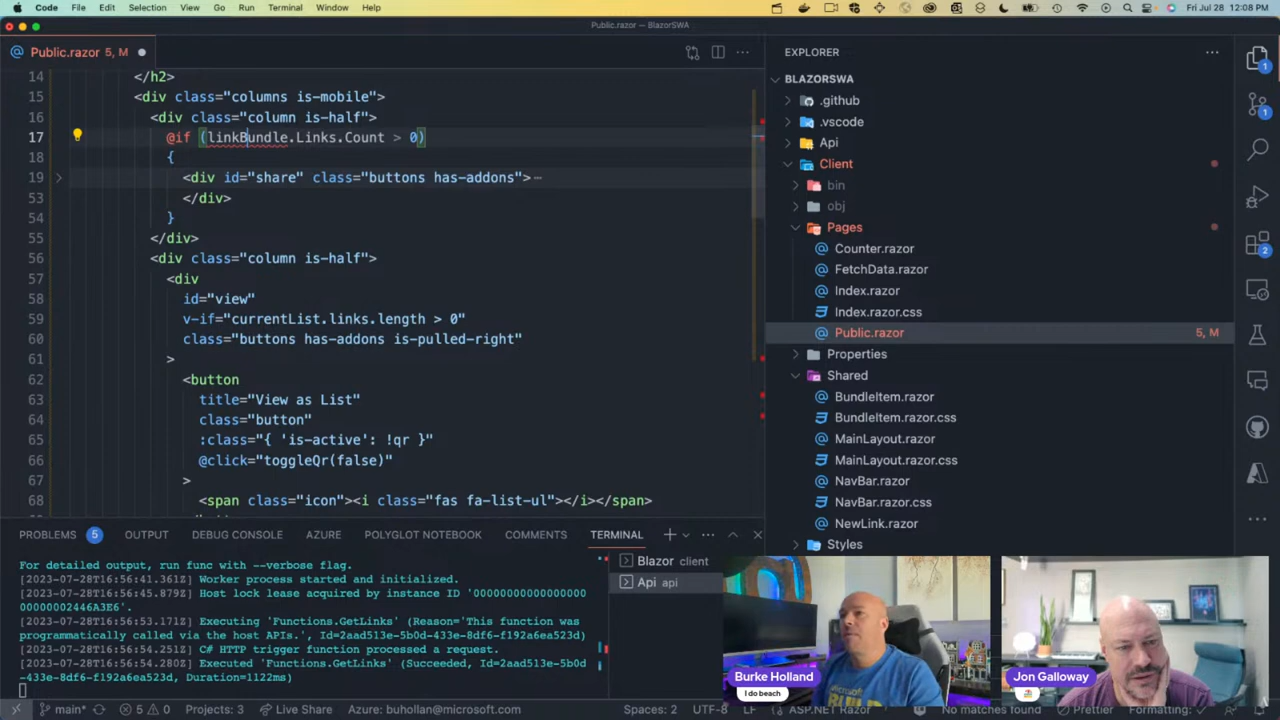 Code File Edit Selection View Go Run Terminal Window Help
Fri Jul 28 12:08 PM
Public.razor — BlazorSWA
Public.razor 5, M
14 </h2>
15 <div class="columns is-mobile">
16 <div class="column is-half">
17 @if (linkBundle.Links.Count > 0)
18 {
19 <div id="share" class="buttons has-addons">
53 </div>
54 }
55 </div>
56 <div class="column is-half">
57 <div
58 id="view"
59 v-if="currentList.links.length > 0"
60 class="buttons has-addons is-pulled-right"
61 >
62 <button
63 title="View as List"
64 class="button"
65 :class="{ 'is-active': !qr }"
66 @click="toggleQr(false)"
67 >
68 <span class="icon"><i class="fas fa-list-ul"></i></span>
EXPLORER
BLAZORSWA
.github
.vscode
Api
Client
bin
obj
Pages
Counter.razor
FetchData.razor
Index.razor
Index.razor.css
Public.razor 5, M
Properties
Shared
BundleItem.razor
BundleItem.razor.css
MainLayout.razor
MainLayout.razor.css
NavBar.razor
NavBar.razor.css
NewLink.razor
Styles
1
1
2
PROBLEMS 5 OUTPUT DEBUG CONSOLE AZURE POLYGLOT NOTEBOOK COMMENTS TERMINAL
For detailed output, run func with --verbose flag.
[2023-07-28T16:56:41.361Z] Worker process started and initialized.
[2023-07-28T16:56:45.879Z] Host lock lease acquired by instance ID '000000000000000000
00000002446A3E6'.
[2023-07-28T16:56:53.171Z] Executing 'Functions.GetLinks' (Reason='This function was
programmatically called via the host APIs.', Id=2aad513e-5b0d-433e-8df6-f192a6ea523d)
[2023-07-28T16:56:54.251Z] C# HTTP trigger function processed a request.
[2023-07-28T16:56:54.280Z] Executed 'Functions.GetLinks' (Succeeded, Id=2aad513e-5b0d
-433e-8df6-f192a6ea523d, Duration=1122ms)
Blazor client
Api api
Burke Holland
I do beach
Jon Galloway
main* 5 0 Projects: 3 Live Share Azure: buhollan@microsoft.com Spaces: 2 UTF-8 LF ASP.NET Razor No matches found Prettier Formatting: